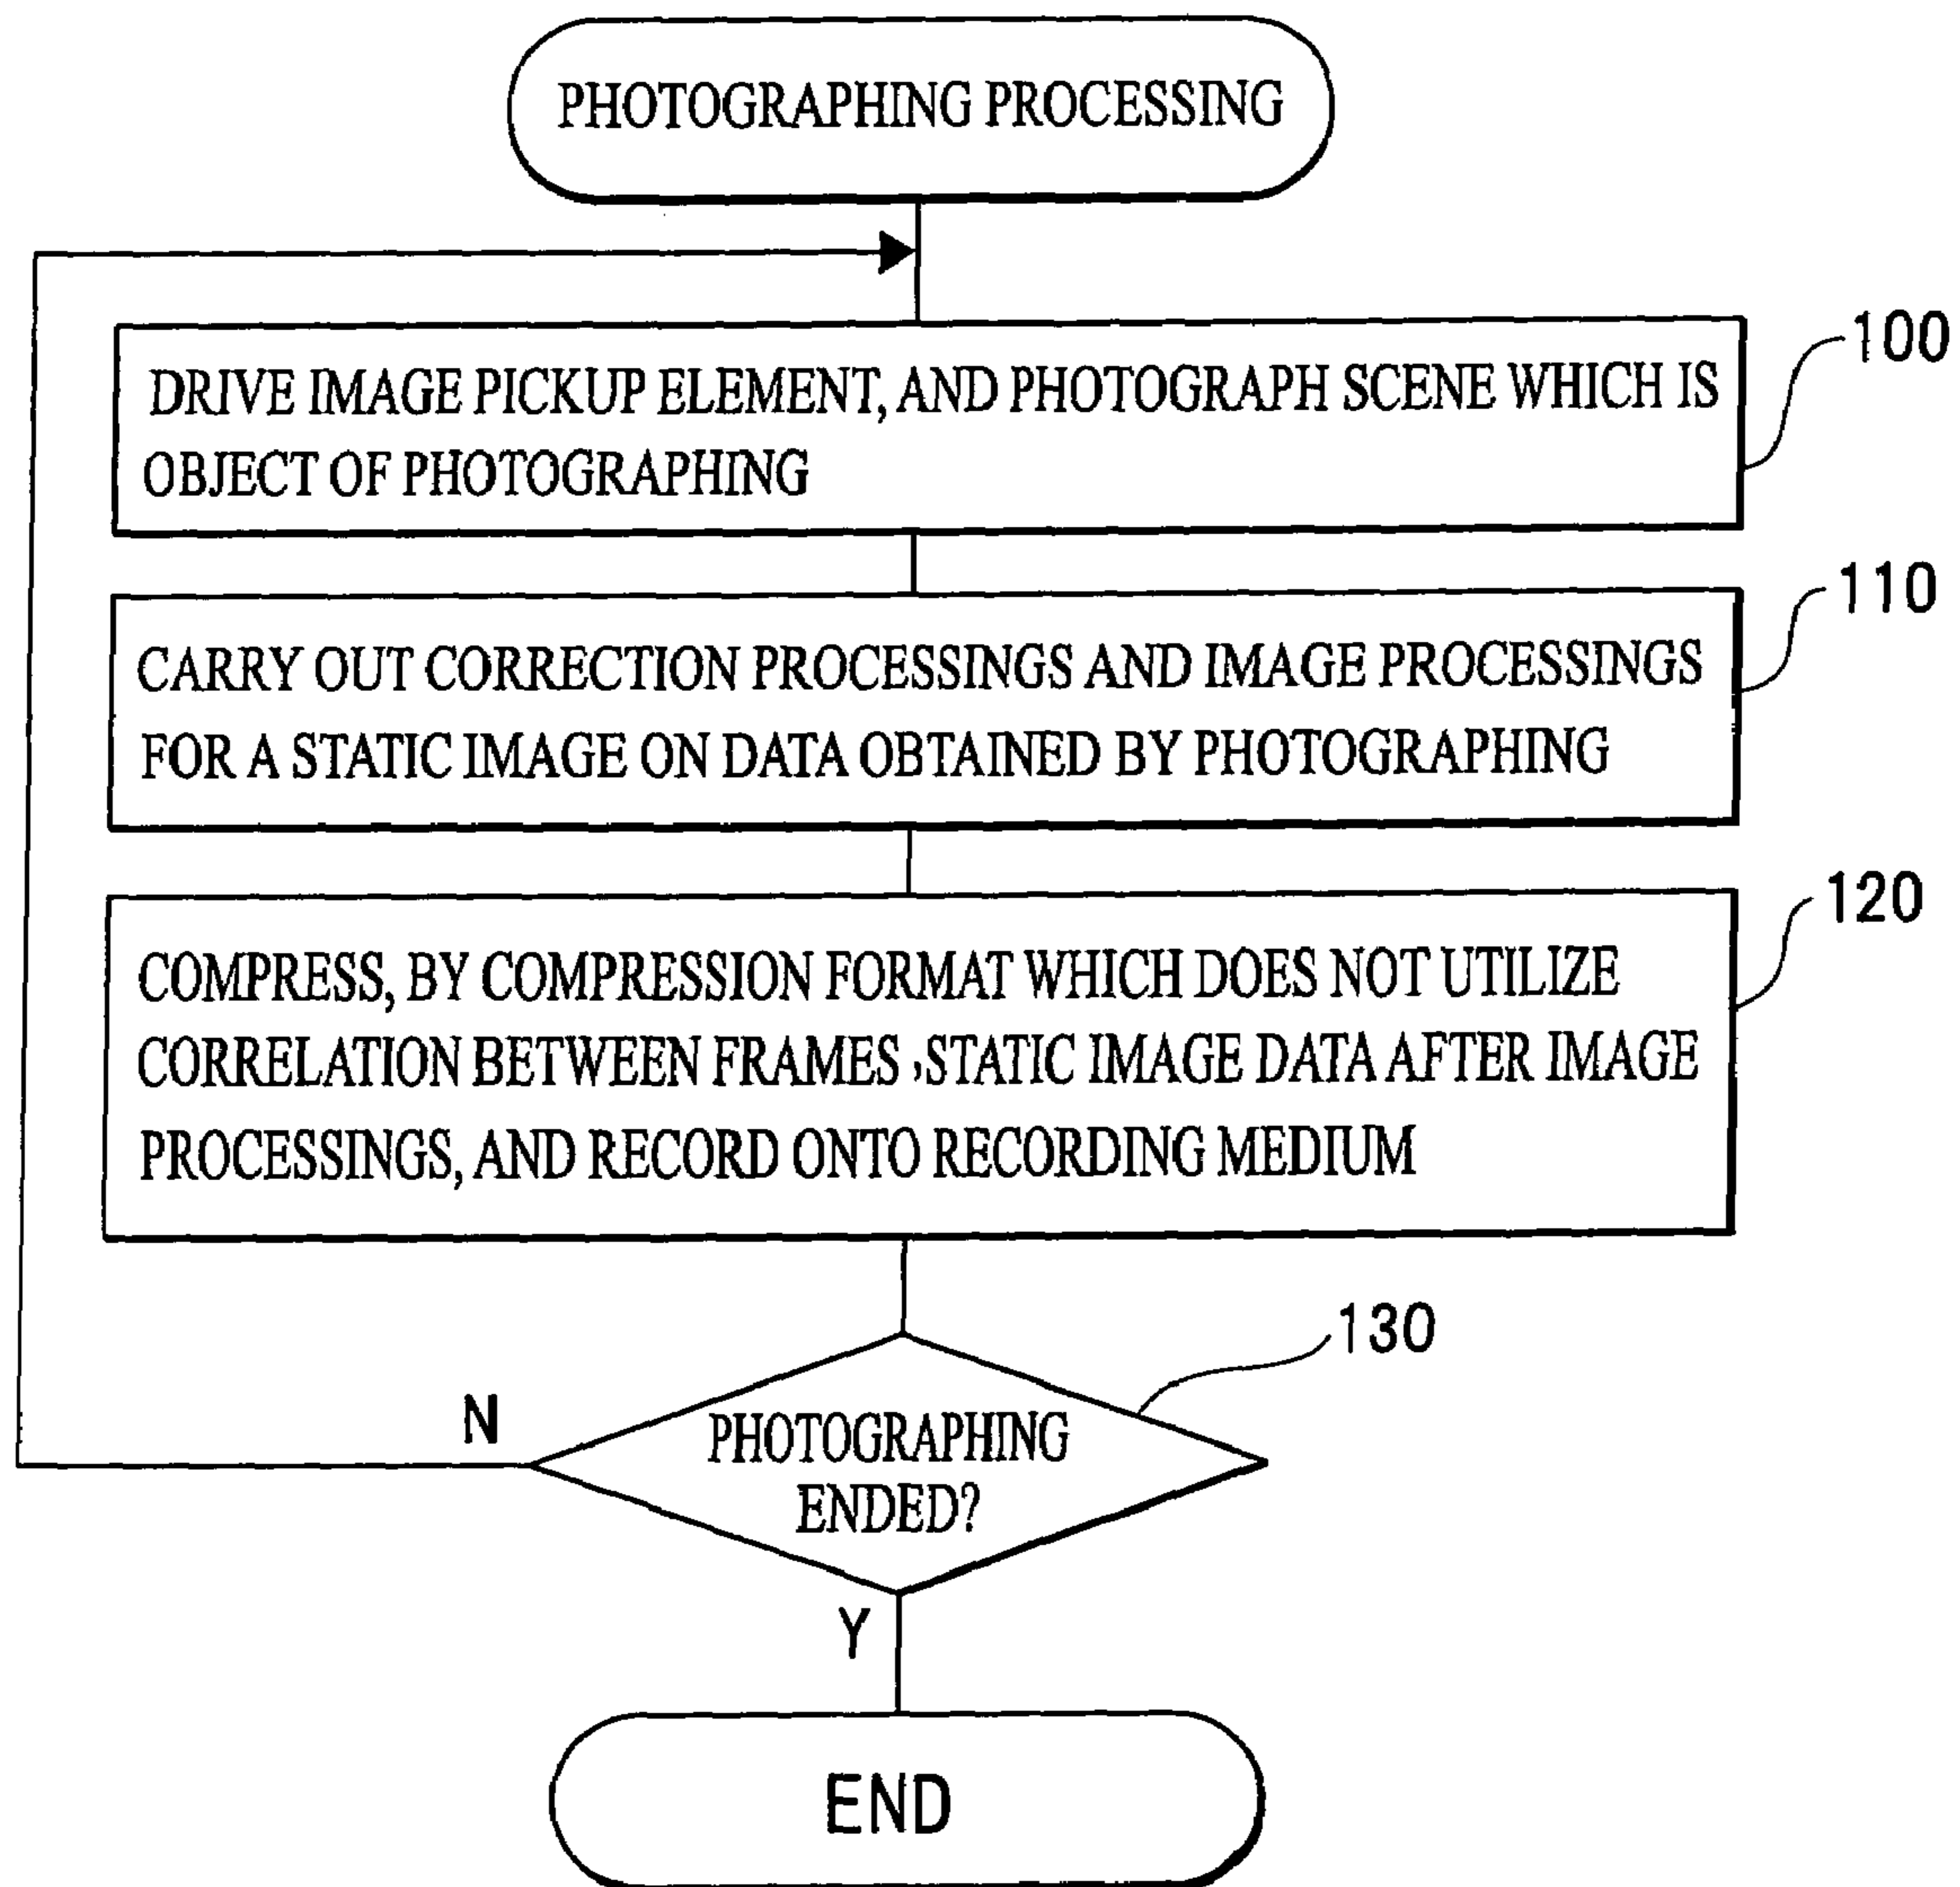 PHOTOGRAPHING PROCESSING
100
DRIVE IMAGE PICKUP ELEMENT, AND PHOTOGRAPH SCENE WHICH IS
OBJECT OF PHOTOGRAPHING
110
CARRY OUT CORRECTION PROCESSINGS AND IMAGE PROCESSINGS
FOR A STATIC IMAGE ON DATA OBTAINED BY PHOTOGRAPHING
120
COMPRESS, BY COMPRESSION FORMAT WHICH DOES NOT UTILIZE
CORRELATION BETWEEN FRAMES , STATIC IMAGE DATA AFTER IMAGE
PROCESSINGS, AND RECORD ONTO RECORDING MEDIUM
130
N
PHOTOGRAPHING
ENDED?
Y
END